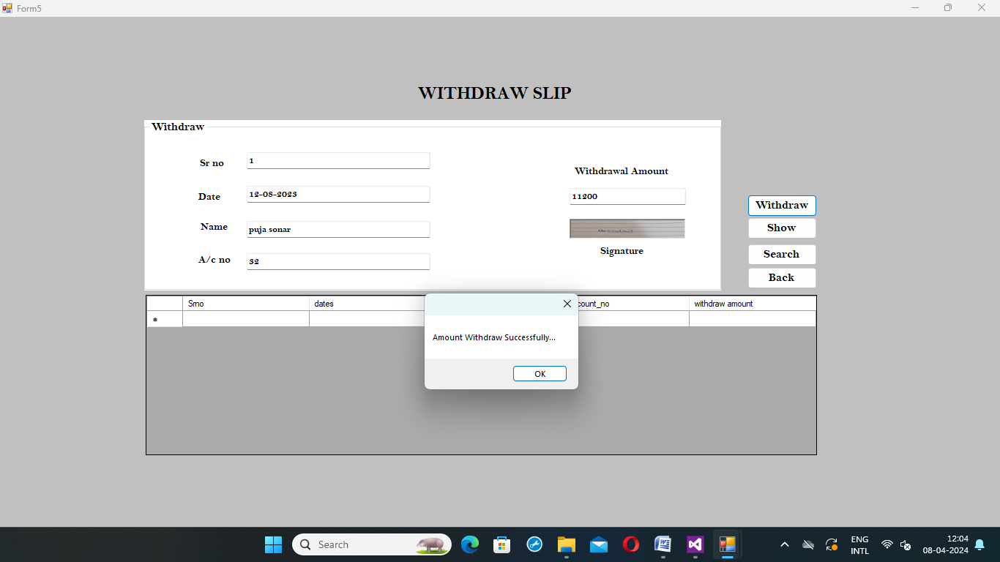 Form5
WITHDRAW SLIP
Withdraw
Sr no 1
Date 12-08-2023
Name puja sonar
A/c no 32
Withdrawal Amount
11200
Signature
Withdraw
Show
Search
Back
Srno dates count_no withdraw amount
Amount Withdraw Successfully...
OK
Search
ENG
INTL
12:04
08-04-2024